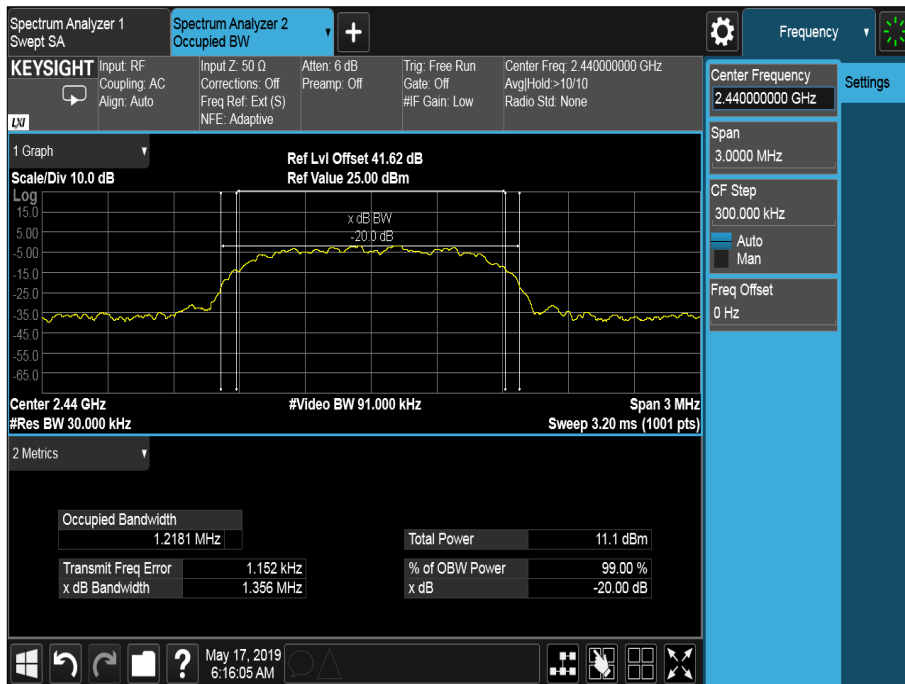 Spectrum Analyzer 1
Swept SA
Spectrum Analyzer 2
Occupied BW
+
Frequency
KEYSIGHT
LXI
Input: RF
Coupling: AC
Align: Auto
Input Z: 50 Ω
Corrections: Off
Freq Ref: Ext (S)
NFE: Adaptive
Atten: 6 dB
Preamp: Off
Trig: Free Run
Gate: Off
#IF Gain: Low
Center Freq: 2.440000000 GHz
Avg|Hold:>10/10
Radio Std: None
Center Frequency
2.440000000 GHz
Settings
Span
3.0000 MHz
CF Step
300.000 kHz
Auto
Man
Freq Offset
0 Hz
1 Graph
Scale/Div 10.0 dB
Ref Lvl Offset 41.62 dB
Ref Value 25.00 dBm
Log
15.0
5.00
-5.00
-15.0
-25.0
-35.0
-45.0
-55.0
-65.0
x dB BW
-20.0 dB
Center 2.44 GHz
#Video BW 91.000 kHz
Span 3 MHz
#Res BW 30.000 kHz
Sweep 3.20 ms (1001 pts)
2 Metrics
Occupied Bandwidth
1.2181 MHz
Total Power 11.1 dBm
Transmit Freq Error 1.152 kHz
% of OBW Power 99.00 %
x dB Bandwidth 1.356 MHz
x dB -20.00 dB
?
May 17, 2019
6:16:05 AM